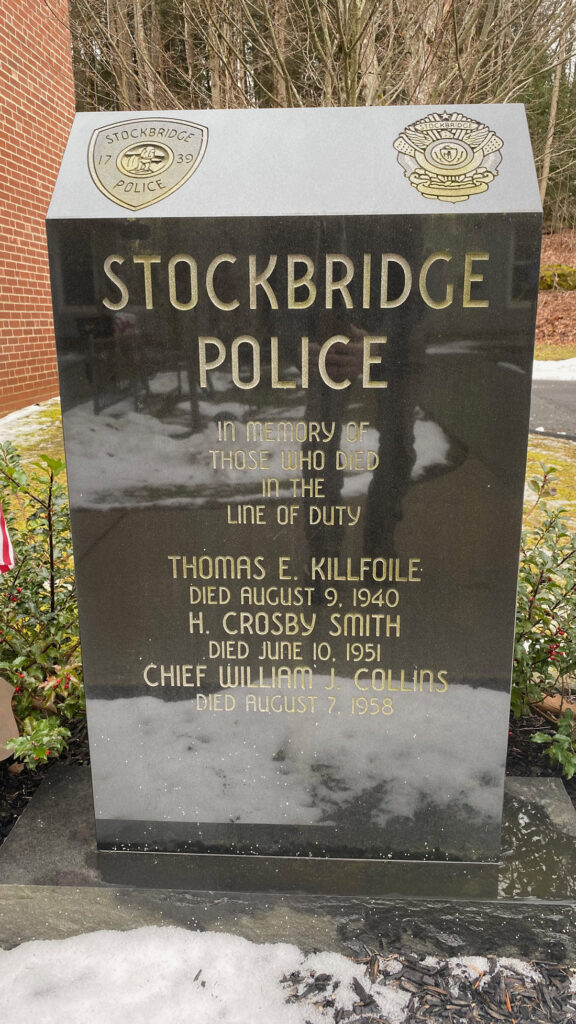 STOCKBRIDGE
17 39
POLICE
STOCKBRIDGE
STOCKBRIDGE
POLICE
IN MEMORY OF
THOSE WHO DIED
IN THE
LINE OF DUTY
THOMAS E. KILLFOILE
DIED AUGUST 9, 1940
H. CROSBY SMITH
DIED JUNE 10, 1951
CHIEF WILLIAM J. COLLINS
DIED AUGUST 7, 1958